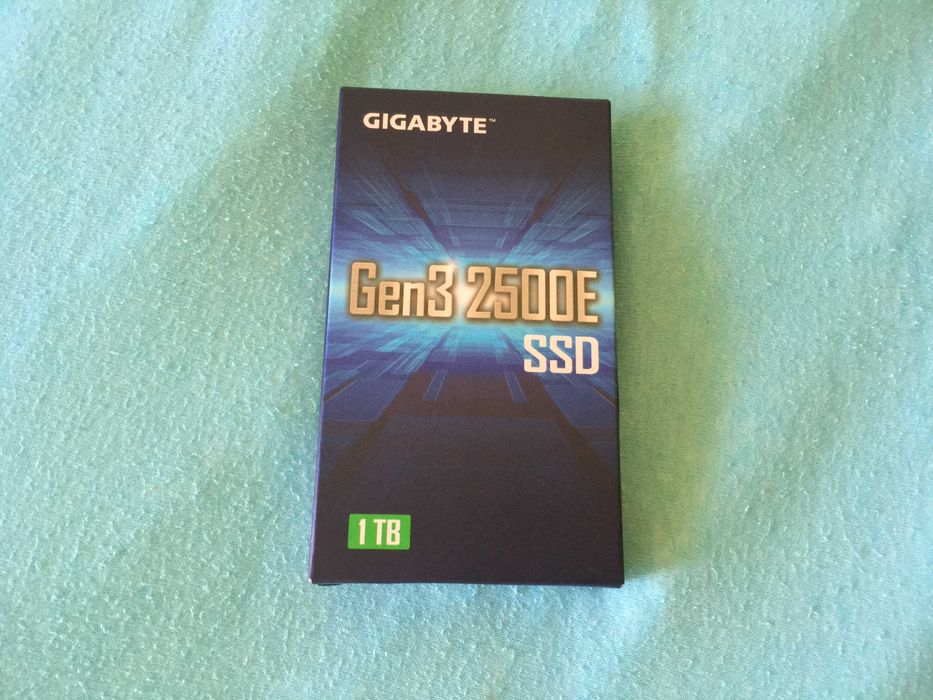 GIGABYTE™
Gen3 2500E
SSD
1 TB